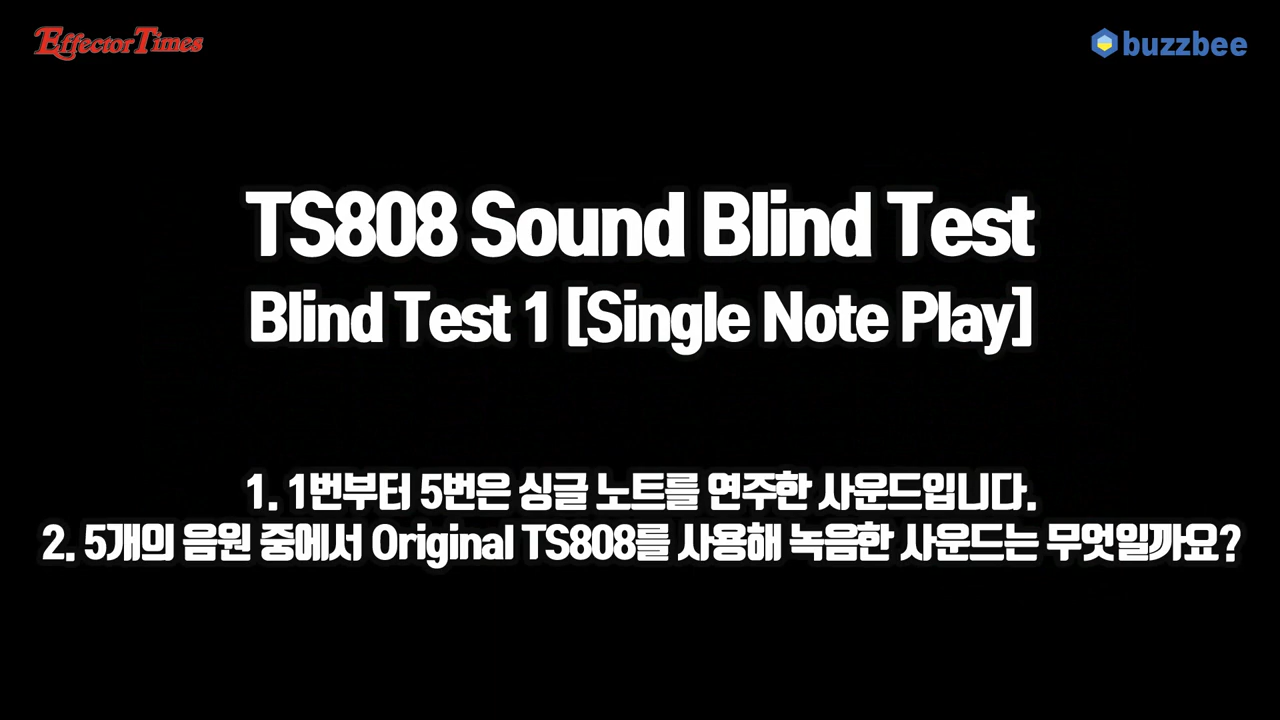 Effector Times
buzzbee
TS808 Sound Blind Test
Blind Test 1 [Single Note Play]
1. 1번부터 5번은 싱글 노트를 연주한 사운드입니다.
2. 5개의 음원 중에서 Original TS808를 사용해 녹음한 사운드는 무엇일까요?